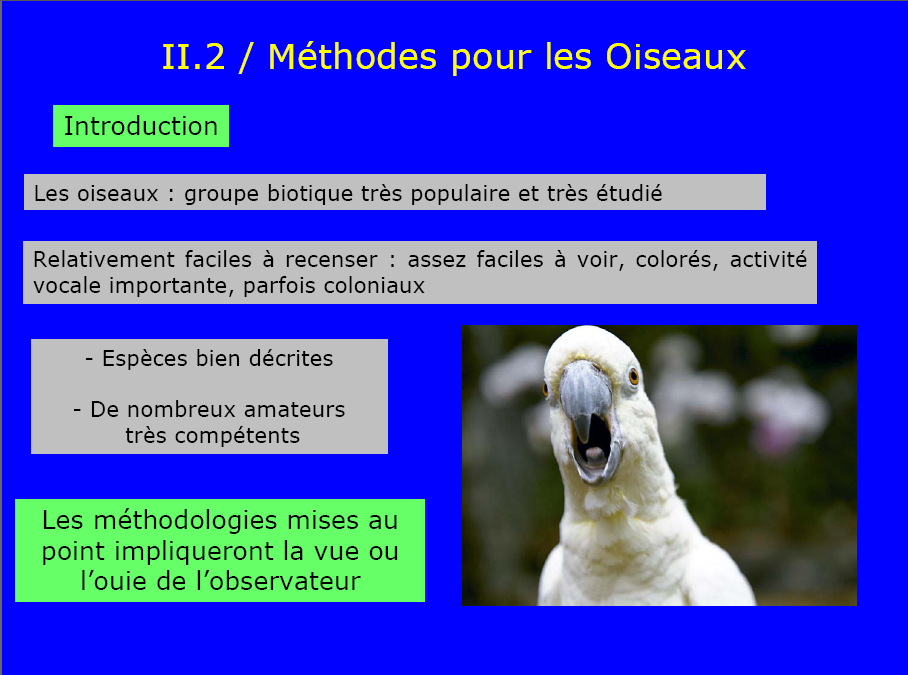 II.2 / Méthodes pour les Oiseaux
Introduction
Les oiseaux : groupe biotique très populaire et très étudié
Relativement faciles à recenser : assez faciles à voir, colorés, activité
vocale importante, parfois coloniaux
- Espèces bien décrites
- De nombreux amateurs
très compétents
Les méthodologies mises au
point impliqueront la vue ou
l’ouie de l’observateur